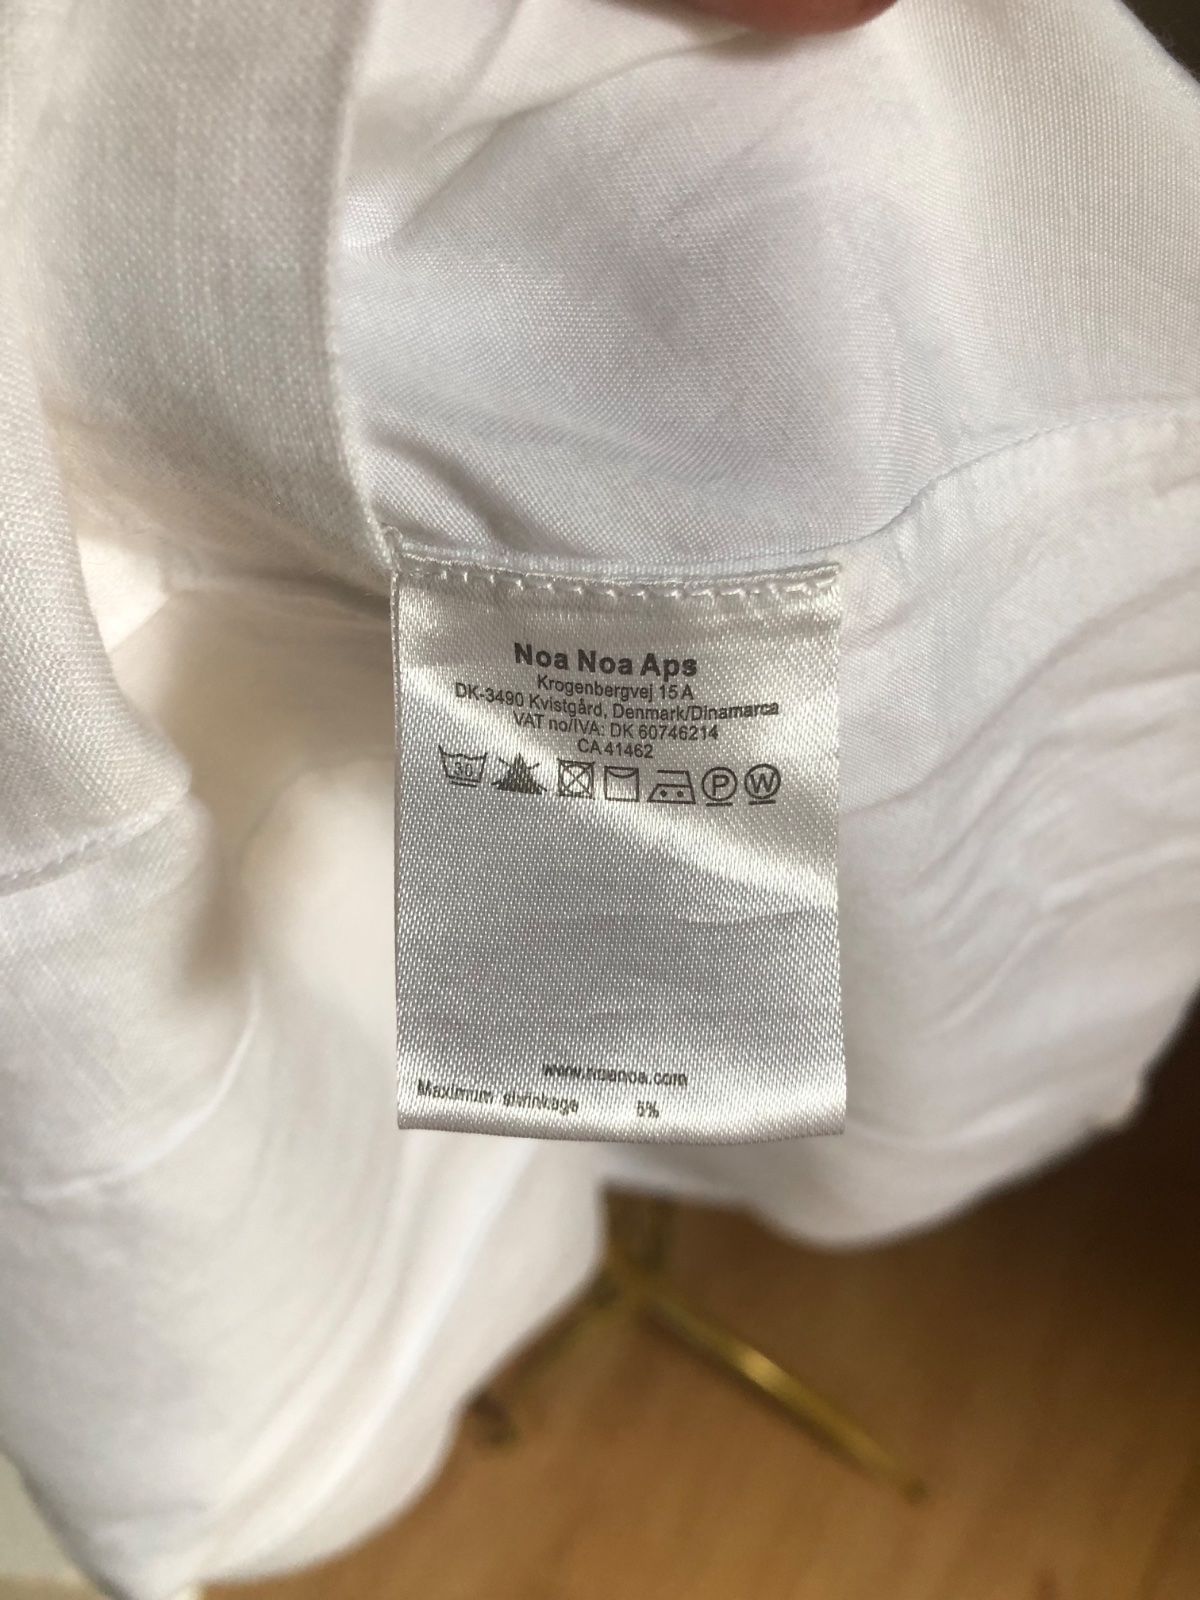 Noa Noa Aps
Krogenbergvej 15 A
DK-3490 Kvistgård, Denmark/Dinamarca
VAT no/IVA: DK 60746214
CA 41462
30 P W
www.noanoa.com
Maximum shrinkage 5%